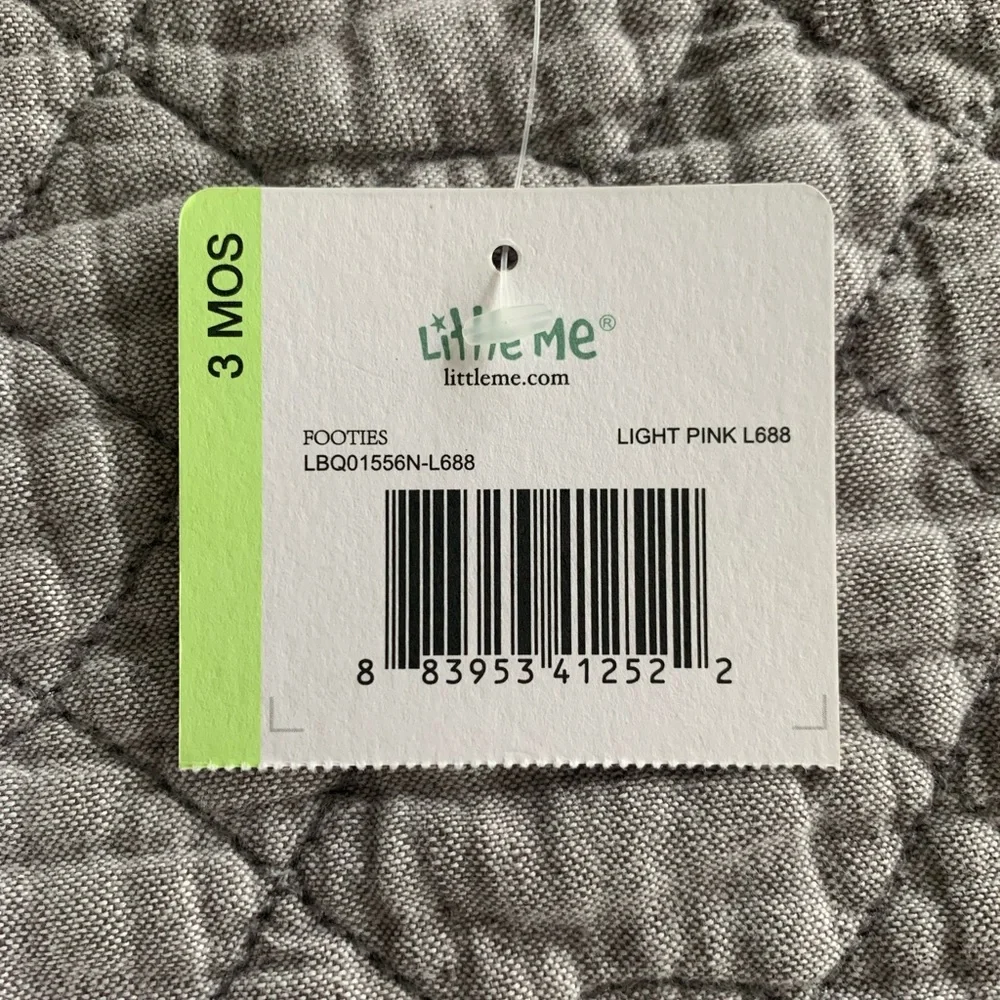 3 MOS
Little Me®
littleme.com
FOOTIES
LIGHT PINK L688
LBQ01556N-L688
8 83953 41252 2